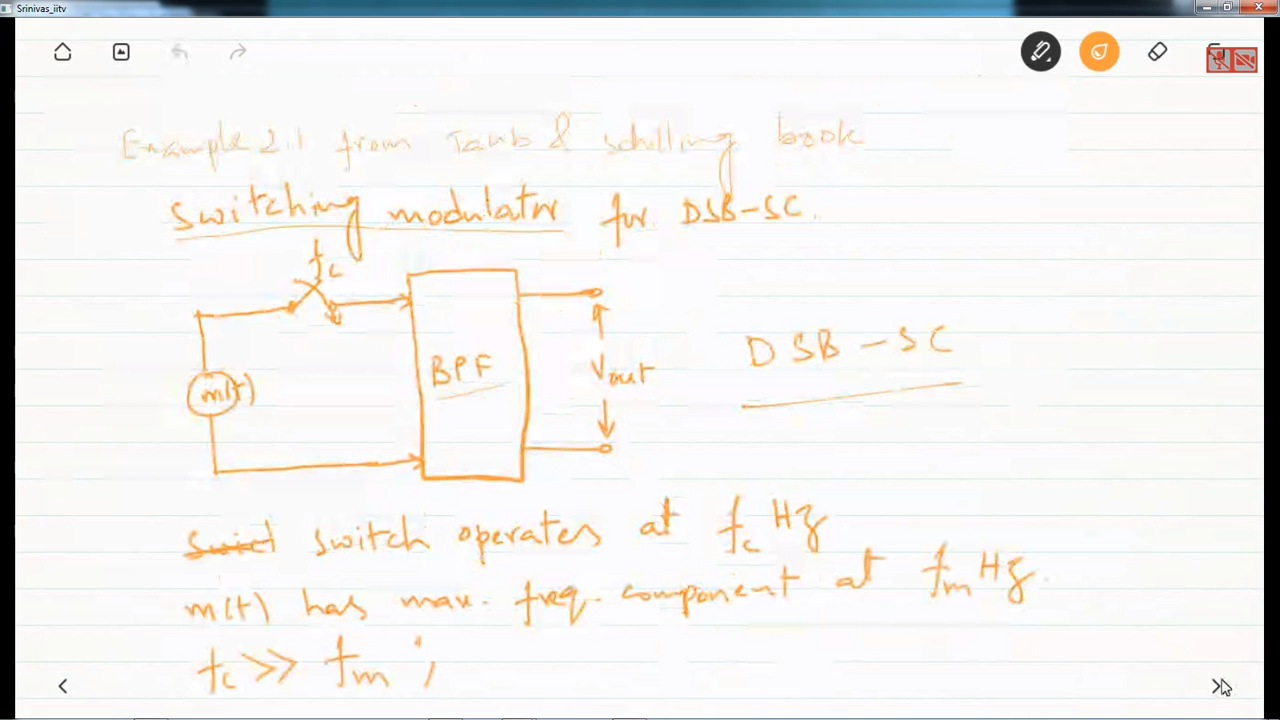 Srinivas_iitv
Example 2.1 from Taub & schilling book
Switching modulator for DSB-SC.
fc
m(t)
BPF
Vout
DSB-SC
switch operates at fc Hz
m(t) has max. freq. component at fm Hz.
fc >> fm ;